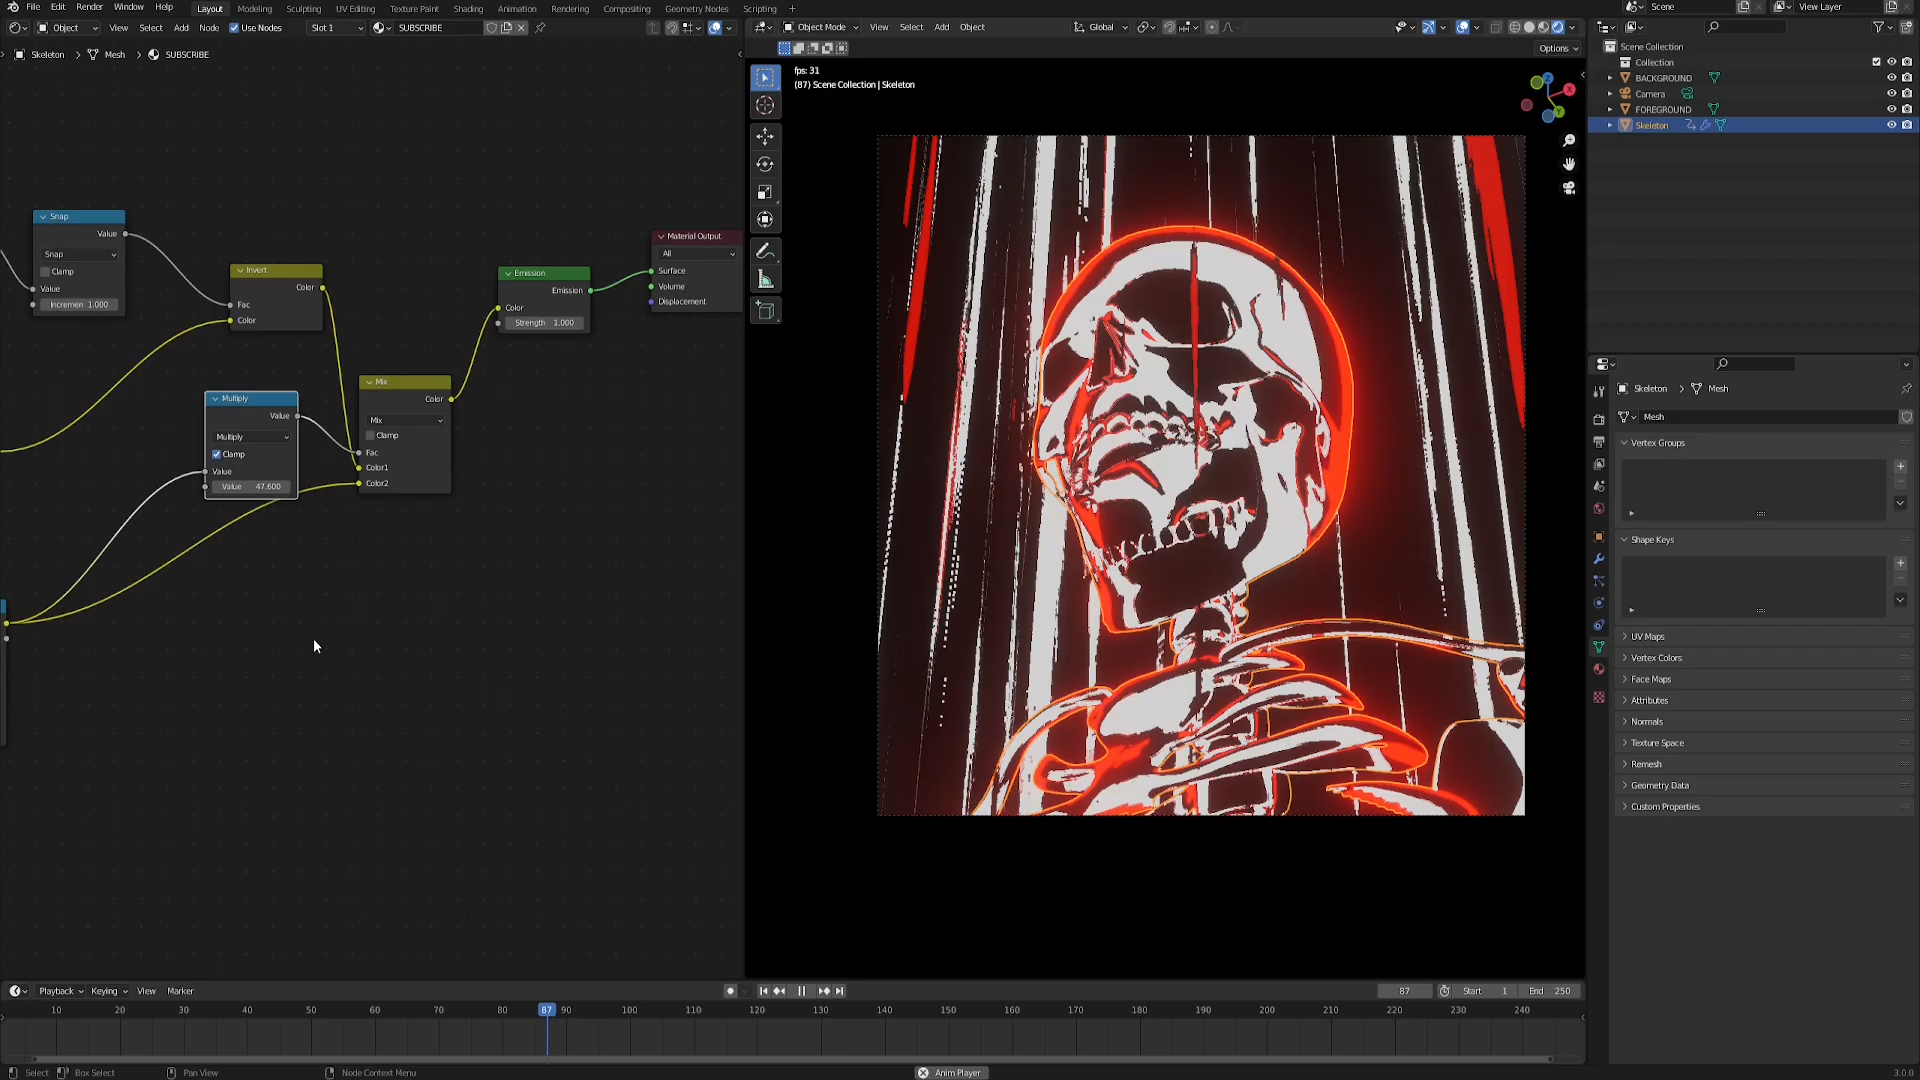 File Edit Render Window Help Layout Modeling Sculpting UV Editing Texture Paint Shading Animation Rendering Compositing Geometry Nodes Scripting + Scene View Layer
Object View Select Add Node Use Nodes Slot 1 SUBSCRIBE
Object Mode View Select Add Object Global
Options
Skeleton > Mesh > SUBSCRIBE
fps: 31
(87) Scene Collection | Skeleton
Snap
Value
Snap
Clamp
Value
Incremen 1.000
Invert
Color
Fac
Color
Multiply
Value
Multiply
Clamp
Value
Value 47.600
Mix
Color
Mix
Clamp
Fac
Color1
Color2
Emission
Emission
Color
Strength 1.000
Material Output
All
Surface
Volume
Displacement
X
Y
Z
Scene Collection
Collection
BACKGROUND
Camera
FOREGROUND
Skeleton
Skeleton > Mesh
Mesh
Vertex Groups
Shape Keys
UV Maps
Vertex Colors
Face Maps
Attributes
Normals
Texture Space
Remesh
Geometry Data
Custom Properties
Playback Keying View Marker 87 Start 1 End 250
10 20 30 40 50 60 70 80 87 90 100 110 120 130 140 150 160 170 180 190 200 210 220 230 240
Select Box Select Pan View Node Context Menu Anim Player 3.0.0